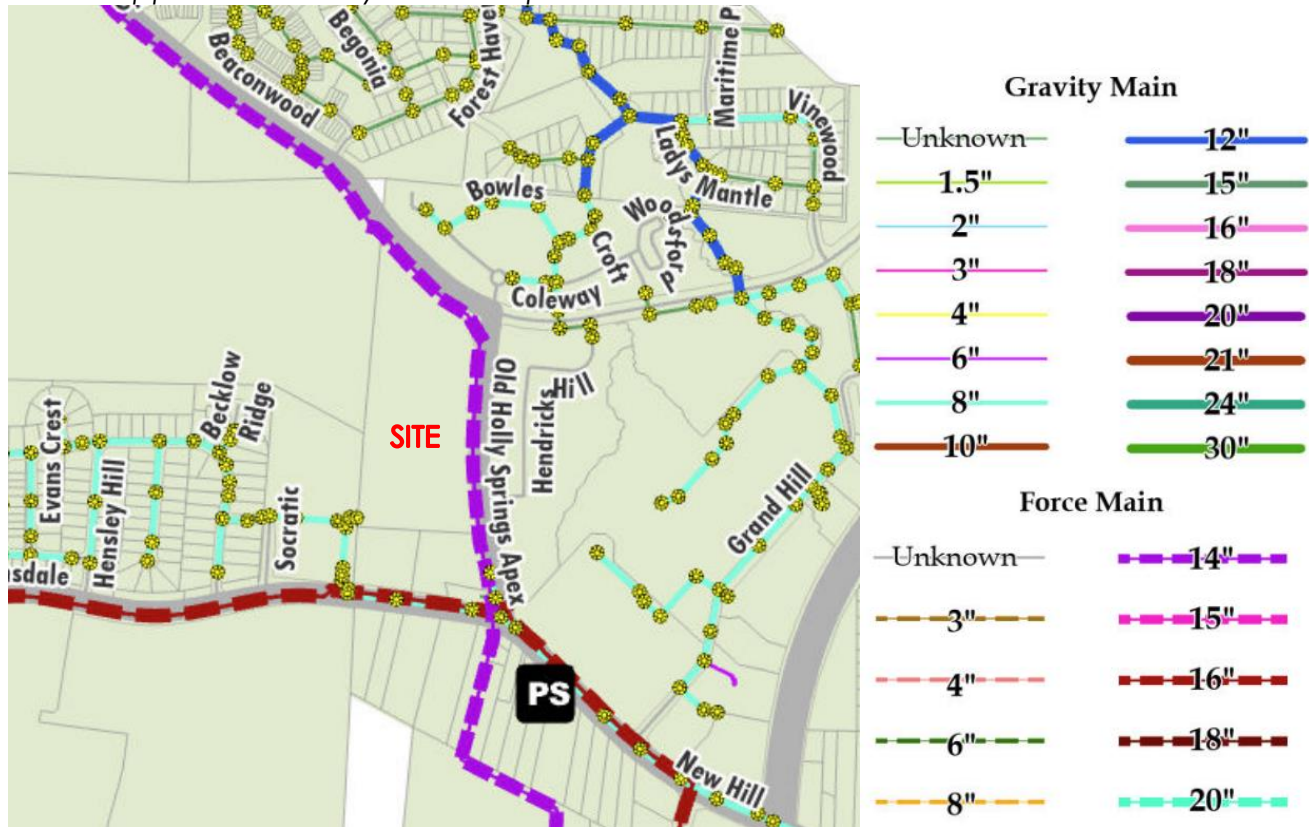 Beaconwood
Begonia
Forest Haven
Maritime P
Vinewood
Ladys Mantle
Bowles
Woodsfor P
Croft
Coleway
Old Holly Springs Apex
Hendricks
Hill
SITE
Becklow
Ridge
Evans Crest
Hensley Hill
Socratic
nsdale
Grand Hill
PS
New Hill
Gravity Main
Unknown
1.5"
2"
3"
4"
6"
8"
10"
12"
15"
16"
18"
20"
21"
24"
30"
Force Main
Unknown
3"
4"
6"
8"
14"
15"
16"
18"
20"